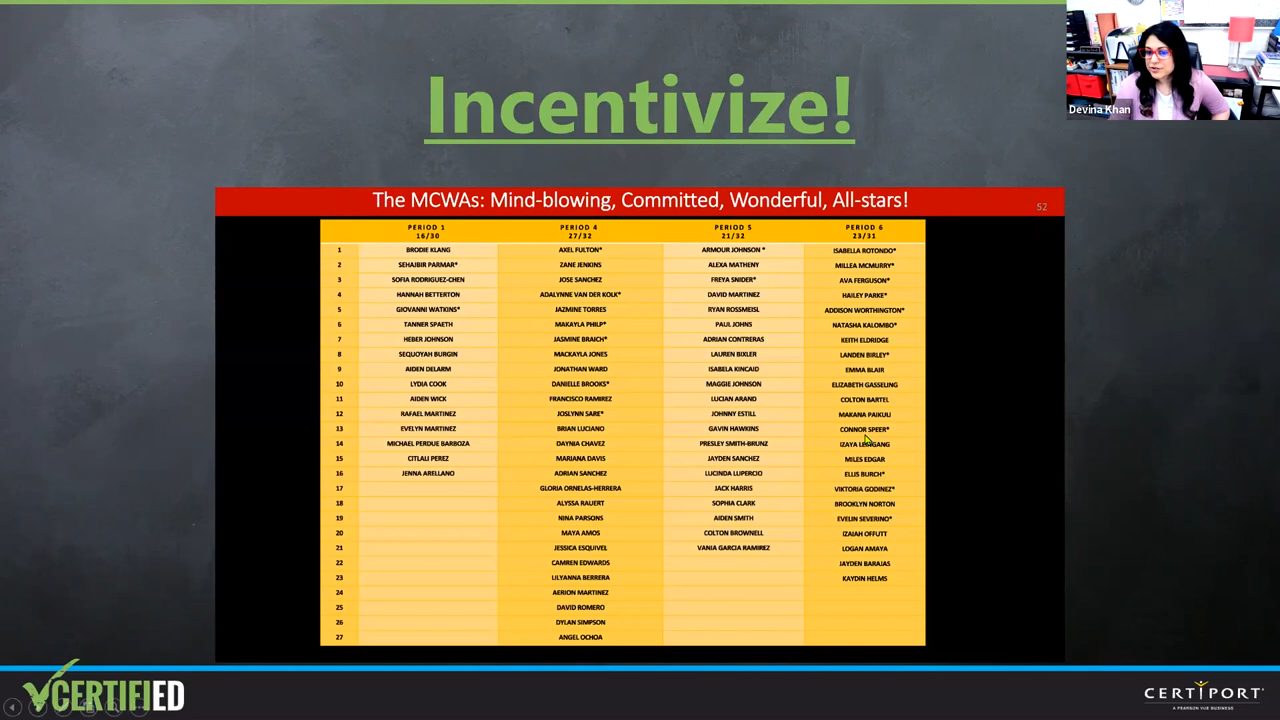 Devina Khan
Incentivize!
The MCWAs: Mind-blowing, Committed, Wonderful, All-stars!
52
PERIOD 1 PERIOD 4 PERIOD 5 PERIOD 6
16/30 27/32 21/32 23/31
1 BRODIE KLANG AXEL FULTON* ARMOUR JOHNSON * ISABELLA ROTONDO*
2 SEHAJBIR PARMAR* ZANE JENKINS ALEXA MATHENY MILLEA MCMURRY*
3 SOFIA RODRIGUEZ-CHEN JOSE SANCHEZ FREYA SNIDER* AVA FERGUSON*
4 HANNAH BETTERTON ADALYNNE VAN DER KOLK* DAVID MARTINEZ HAILEY PARKE*
5 GIOVANNI WATKINS* JAZMINE TORRES RYAN ROSSMEISL ADDISON WORTHINGTON*
6 TANNER SPAETH MAKAYLA PHILP* PAUL JOHNS NATASHA KALOMBO*
7 HEBER JOHNSON JASMINE BRAICH* ADRIAN CONTRERAS KEITH ELDRIDGE
8 SEQUOYAH BURGIN MACKAYLA JONES LAUREN BIXLER LANDEN BIRLEY*
9 AIDEN DELARM JONATHAN WARD ISABELA KINCAID EMMA BLAIR
10 LYDIA COOK DANIELLE BROOKS* MAGGIE JOHNSON ELIZABETH GASSELING
11 AIDEN WICK FRANCISCO RAMIREZ LUCIAN ARAND COLTON BARTEL
12 RAFAEL MARTINEZ JOSLYNN SARE* JOHNNY ESTILL MAKANA PAIKULI
13 EVELYN MARTINEZ BRIAN LUCIANO GAVIN HAWKINS CONNOR SPEER*
14 MICHAEL PERDUE BARBOZA DAYNIA CHAVEZ PRESLEY SMITH-BRUNZ IZAYA
15 CITLALI PEREZ MARIANA DAVIS JAYDEN SANCHEZ MILES EDGAR
16 JENNA ARELLANO ADRIAN SANCHEZ LUCINDA LUPERCIO ELLIS BURCH*
17 GLORIA ORNELAS-HERRERA JACK HARRIS VIKTORIA GODINEZ*
18 ALYSSA RAUERT SOPHIA CLARK BROOKLYN NORTON
19 NINA PARSONS AIDEN SMITH EVELIN SEVERINO*
20 MAYA AMOS COLTON BROWNELL IZAIAH OFFUTT
21 JESSICA ESQUIVEL VANIA GARCIA RAMIREZ LOGAN AMAYA
22 CAMREN EDWARDS JAYDEN BARAJAS
23 LILYANNA BERRERA KAYDIN HELMS
24 AERION MARTINEZ
25 DAVID ROMERO
26 DYLAN SIMPSON
27 ANGEL OCHOA
CERTIFIED
CERTIPORT
A PEARSON VUE BUSINESS